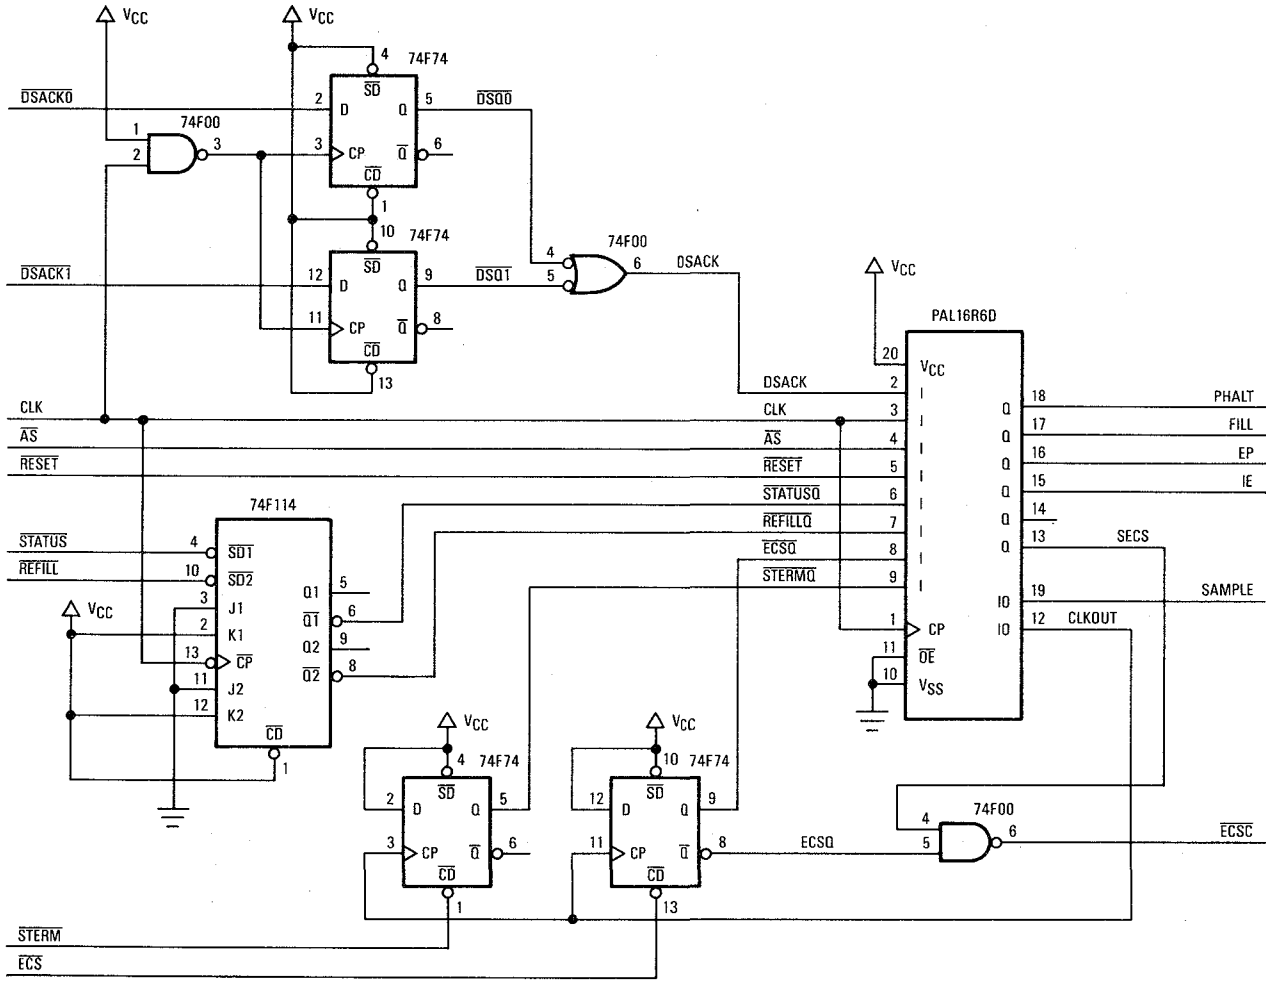 VCC
VCC
4
74F74
DSACK0
2
D
SD
Q
5
DSQ0
1
74F00
2
3
3
CP
Q
6
CD
1
10
74F74
DSACK1
12
D
SD
Q
9
DSQ1
4
5
74F00
6
DSACK
11
CP
Q
8
CD
13
VCC
PAL16R6D
20
VCC
DSACK
2
I
CLK
CLK
3
I
Q
18
PHALT
AS
AS
4
I
Q
17
FILL
RESET
RESET
5
I
Q
16
EP
STATUSQ
6
I
Q
15
IE
REFILLQ
7
I
Q
14
ECSQ
8
I
Q
13
SECS
STERMQ
9
I
IO
19
SAMPLE
1
CP
IO
12
CLKOUT
11
OE
10
VSS
74F114
STATUS
4
SD1
REFILL
10
SD2
VCC
3
J1
Q1
5
2
K1
Q1
6
13
CP
Q2
9
11
J2
Q2
8
12
K2
CD
1
VCC
4
74F74
2
D
SD
Q
5
3
CP
Q
6
CD
1
VCC
10
74F74
12
D
SD
Q
9
11
CP
Q
8
ECSQ
CD
13
4
5
74F00
6
ECSC
STERM
ECS